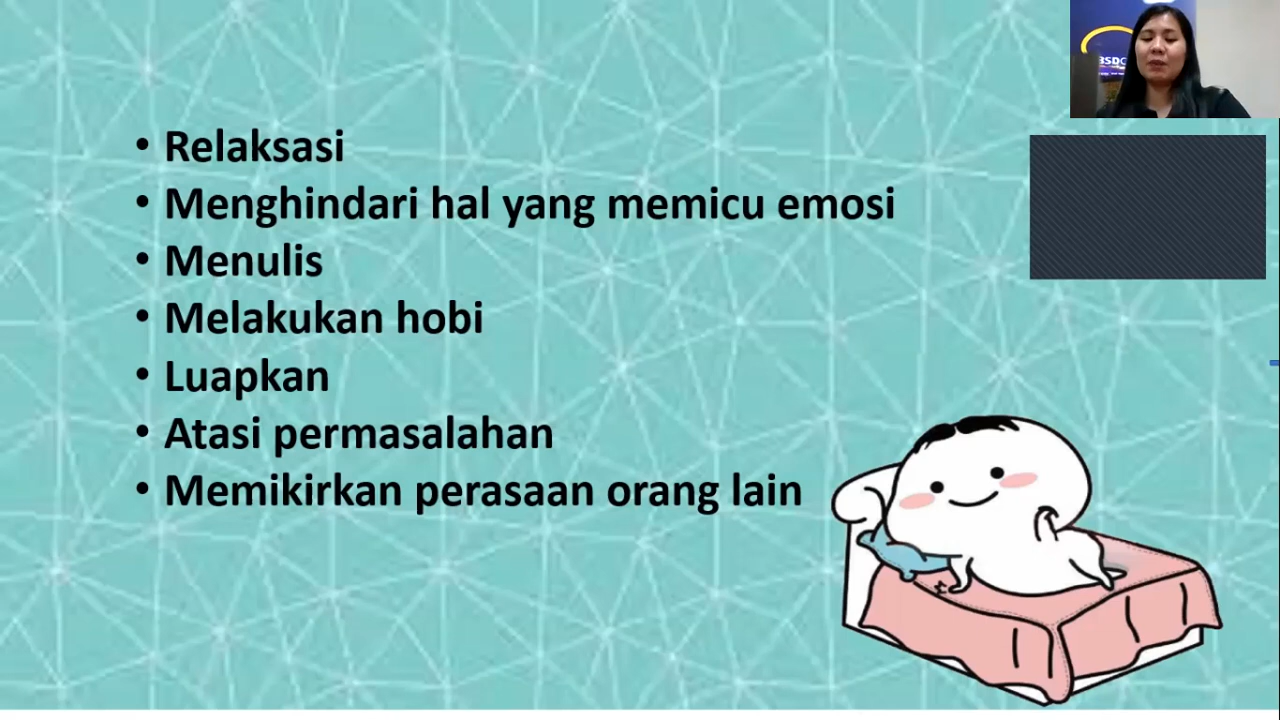 • Relaksasi
• Menghindari hal yang memicu emosi
• Menulis
• Melakukan hobi
• Luapkan
• Atasi permasalahan
• Memikirkan perasaan orang lain